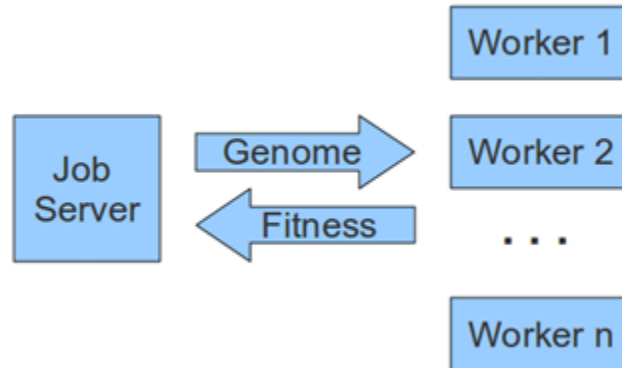 Worker 1
Job
Server
Genome
Worker 2
Fitness
. . .
Worker n